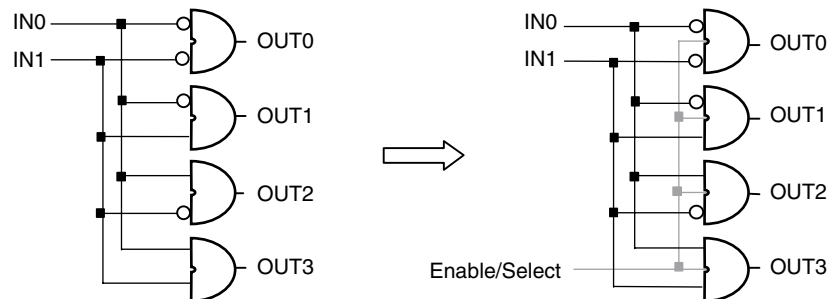 IN0
OUT0
IN1
OUT1
OUT2
OUT3
IN0
OUT0
IN1
OUT1
OUT2
Enable/Select
OUT3